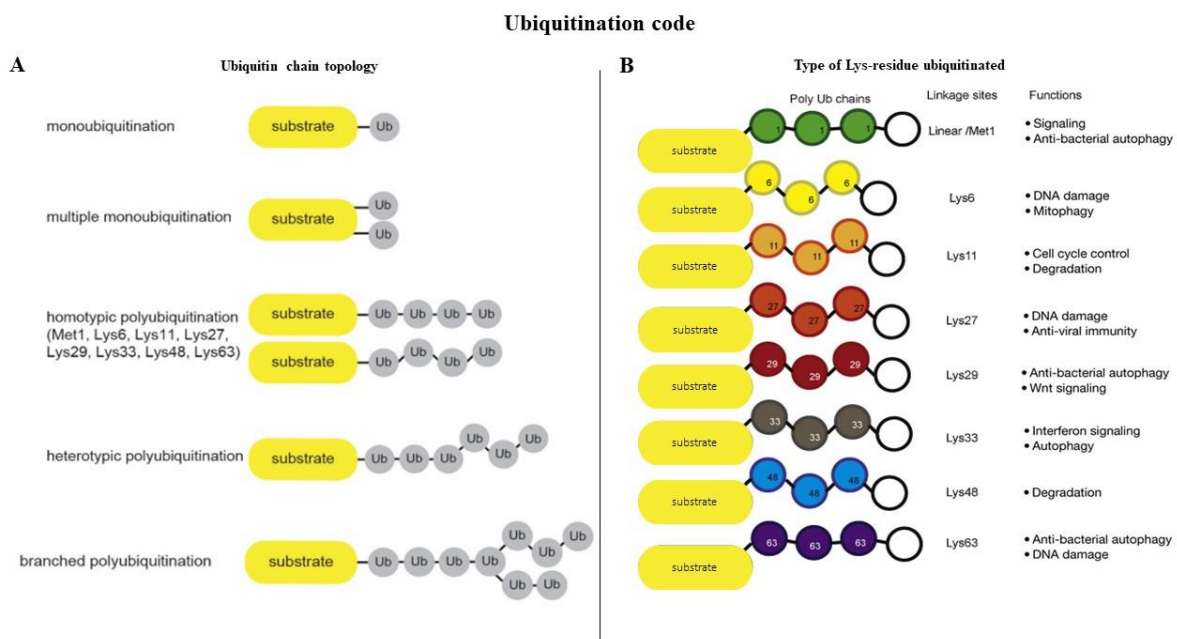 Ubiquitination code
A
Ubiquitin chain topology
monoubiquitination
substrate Ub
multiple monoubiquitination
substrate Ub
Ub
homotypic polyubiquitination
(Met1, Lys6, Lys11, Lys27,
Lys29, Lys33, Lys48, Lys63)
substrate Ub Ub Ub Ub
substrate Ub Ub Ub Ub
heterotypic polyubiquitination
substrate Ub Ub Ub Ub Ub Ub
branched polyubiquitination
substrate Ub Ub Ub Ub Ub Ub Ub
Ub Ub
B
Type of Lys-residue ubiquitinated
Poly Ub chains
Linkage sites
Functions
substrate
1 1 1
Linear /Met1
• Signaling
• Anti-bacterial autophagy
substrate
6 6 6
Lys6
• DNA damage
• Mitophagy
substrate
11 11 11
Lys11
• Cell cycle control
• Degradation
substrate
27 27 27
Lys27
• DNA damage
• Anti-viral immunity
substrate
29 29 29
Lys29
• Anti-bacterial autophagy
• Wnt signaling
substrate
33 33 33
Lys33
• Interferon signaling
• Autophagy
substrate
48 48 48
Lys48
• Degradation
substrate
63 63 63
Lys63
• Anti-bacterial autophagy
• DNA damage